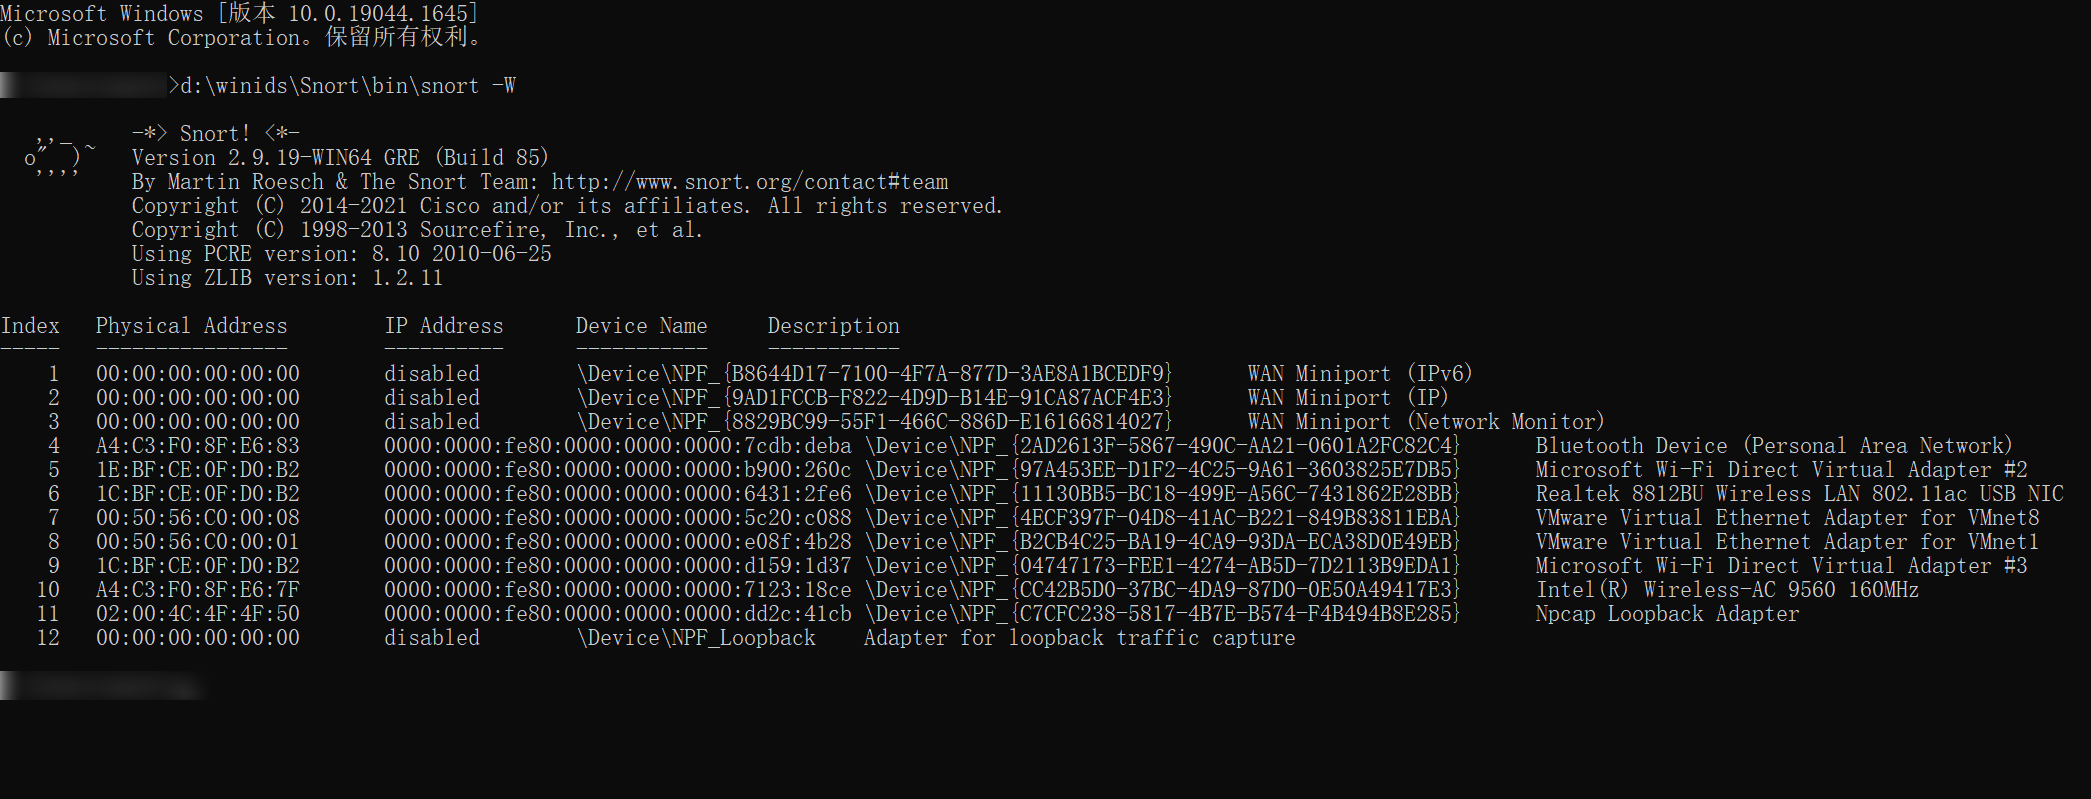 Microsoft Windows [版本 10.0.19044.1645]
(c) Microsoft Corporation。保留所有权利。
>d:\winids\Snort\bin\snort -W
,,_ -*> Snort! <*-
o"  )~ Version 2.9.19-WIN64 GRE (Build 85)
'''' By Martin Roesch & The Snort Team: http://www.snort.org/contact#team
Copyright (C) 2014-2021 Cisco and/or its affiliates. All rights reserved.
Copyright (C) 1998-2013 Sourcefire, Inc., et al.
Using PCRE version: 8.10 2010-06-25
Using ZLIB version: 1.2.11
Index Physical Address IP Address Device Name Description
----- ---------------- ---------- ----------- -----------
1 00:00:00:00:00:00 disabled \Device\NPF_{B8644D17-7100-4F7A-877D-3AE8A1BCEDF9} WAN Miniport (IPv6)
2 00:00:00:00:00:00 disabled \Device\NPF_{9AD1FCCB-F822-4D9D-B14E-91CA87ACF4E3} WAN Miniport (IP)
3 00:00:00:00:00:00 disabled \Device\NPF_{8829BC99-55F1-466C-886D-E16166814027} WAN Miniport (Network Monitor)
4 A4:C3:F0:8F:E6:83 0000:0000:fe80:0000:0000:0000:7cdb:deba \Device\NPF_{2AD2613F-5867-490C-AA21-0601A2FC82C4} Bluetooth Device (Personal Area Network)
5 1E:BF:CE:0F:D0:B2 0000:0000:fe80:0000:0000:0000:b900:260c \Device\NPF_{97A453EE-D1F2-4C25-9A61-3603825E7DB5} Microsoft Wi-Fi Direct Virtual Adapter #2
6 1C:BF:CE:0F:D0:B2 0000:0000:fe80:0000:0000:0000:6431:2fe6 \Device\NPF_{11130BB5-BC18-499E-A56C-7431862E28BB} Realtek 8812BU Wireless LAN 802.11ac USB NIC
7 00:50:56:C0:00:08 0000:0000:fe80:0000:0000:0000:5c20:c088 \Device\NPF_{4ECF397F-04D8-41AC-B221-849B83811EBA} VMware Virtual Ethernet Adapter for VMnet8
8 00:50:56:C0:00:01 0000:0000:fe80:0000:0000:0000:e08f:4b28 \Device\NPF_{B2CB4C25-BA19-4CA9-93DA-ECA38D0E49EB} VMware Virtual Ethernet Adapter for VMnet1
9 1C:BF:CE:0F:D0:B2 0000:0000:fe80:0000:0000:0000:d159:1d37 \Device\NPF_{04747173-FEE1-4274-AB5D-7D2113B9EDA1} Microsoft Wi-Fi Direct Virtual Adapter #3
10 A4:C3:F0:8F:E6:7F 0000:0000:fe80:0000:0000:0000:7123:18ce \Device\NPF_{CC42B5D0-37BC-4DA9-87D0-0E50A49417E3} Intel(R) Wireless-AC 9560 160MHz
11 02:00:4C:4F:4F:50 0000:0000:fe80:0000:0000:0000:dd2c:41cb \Device\NPF_{C7CFC238-5817-4B7E-B574-F4B494B8E285} Npcap Loopback Adapter
12 00:00:00:00:00:00 disabled \Device\NPF_Loopback Adapter for loopback traffic capture